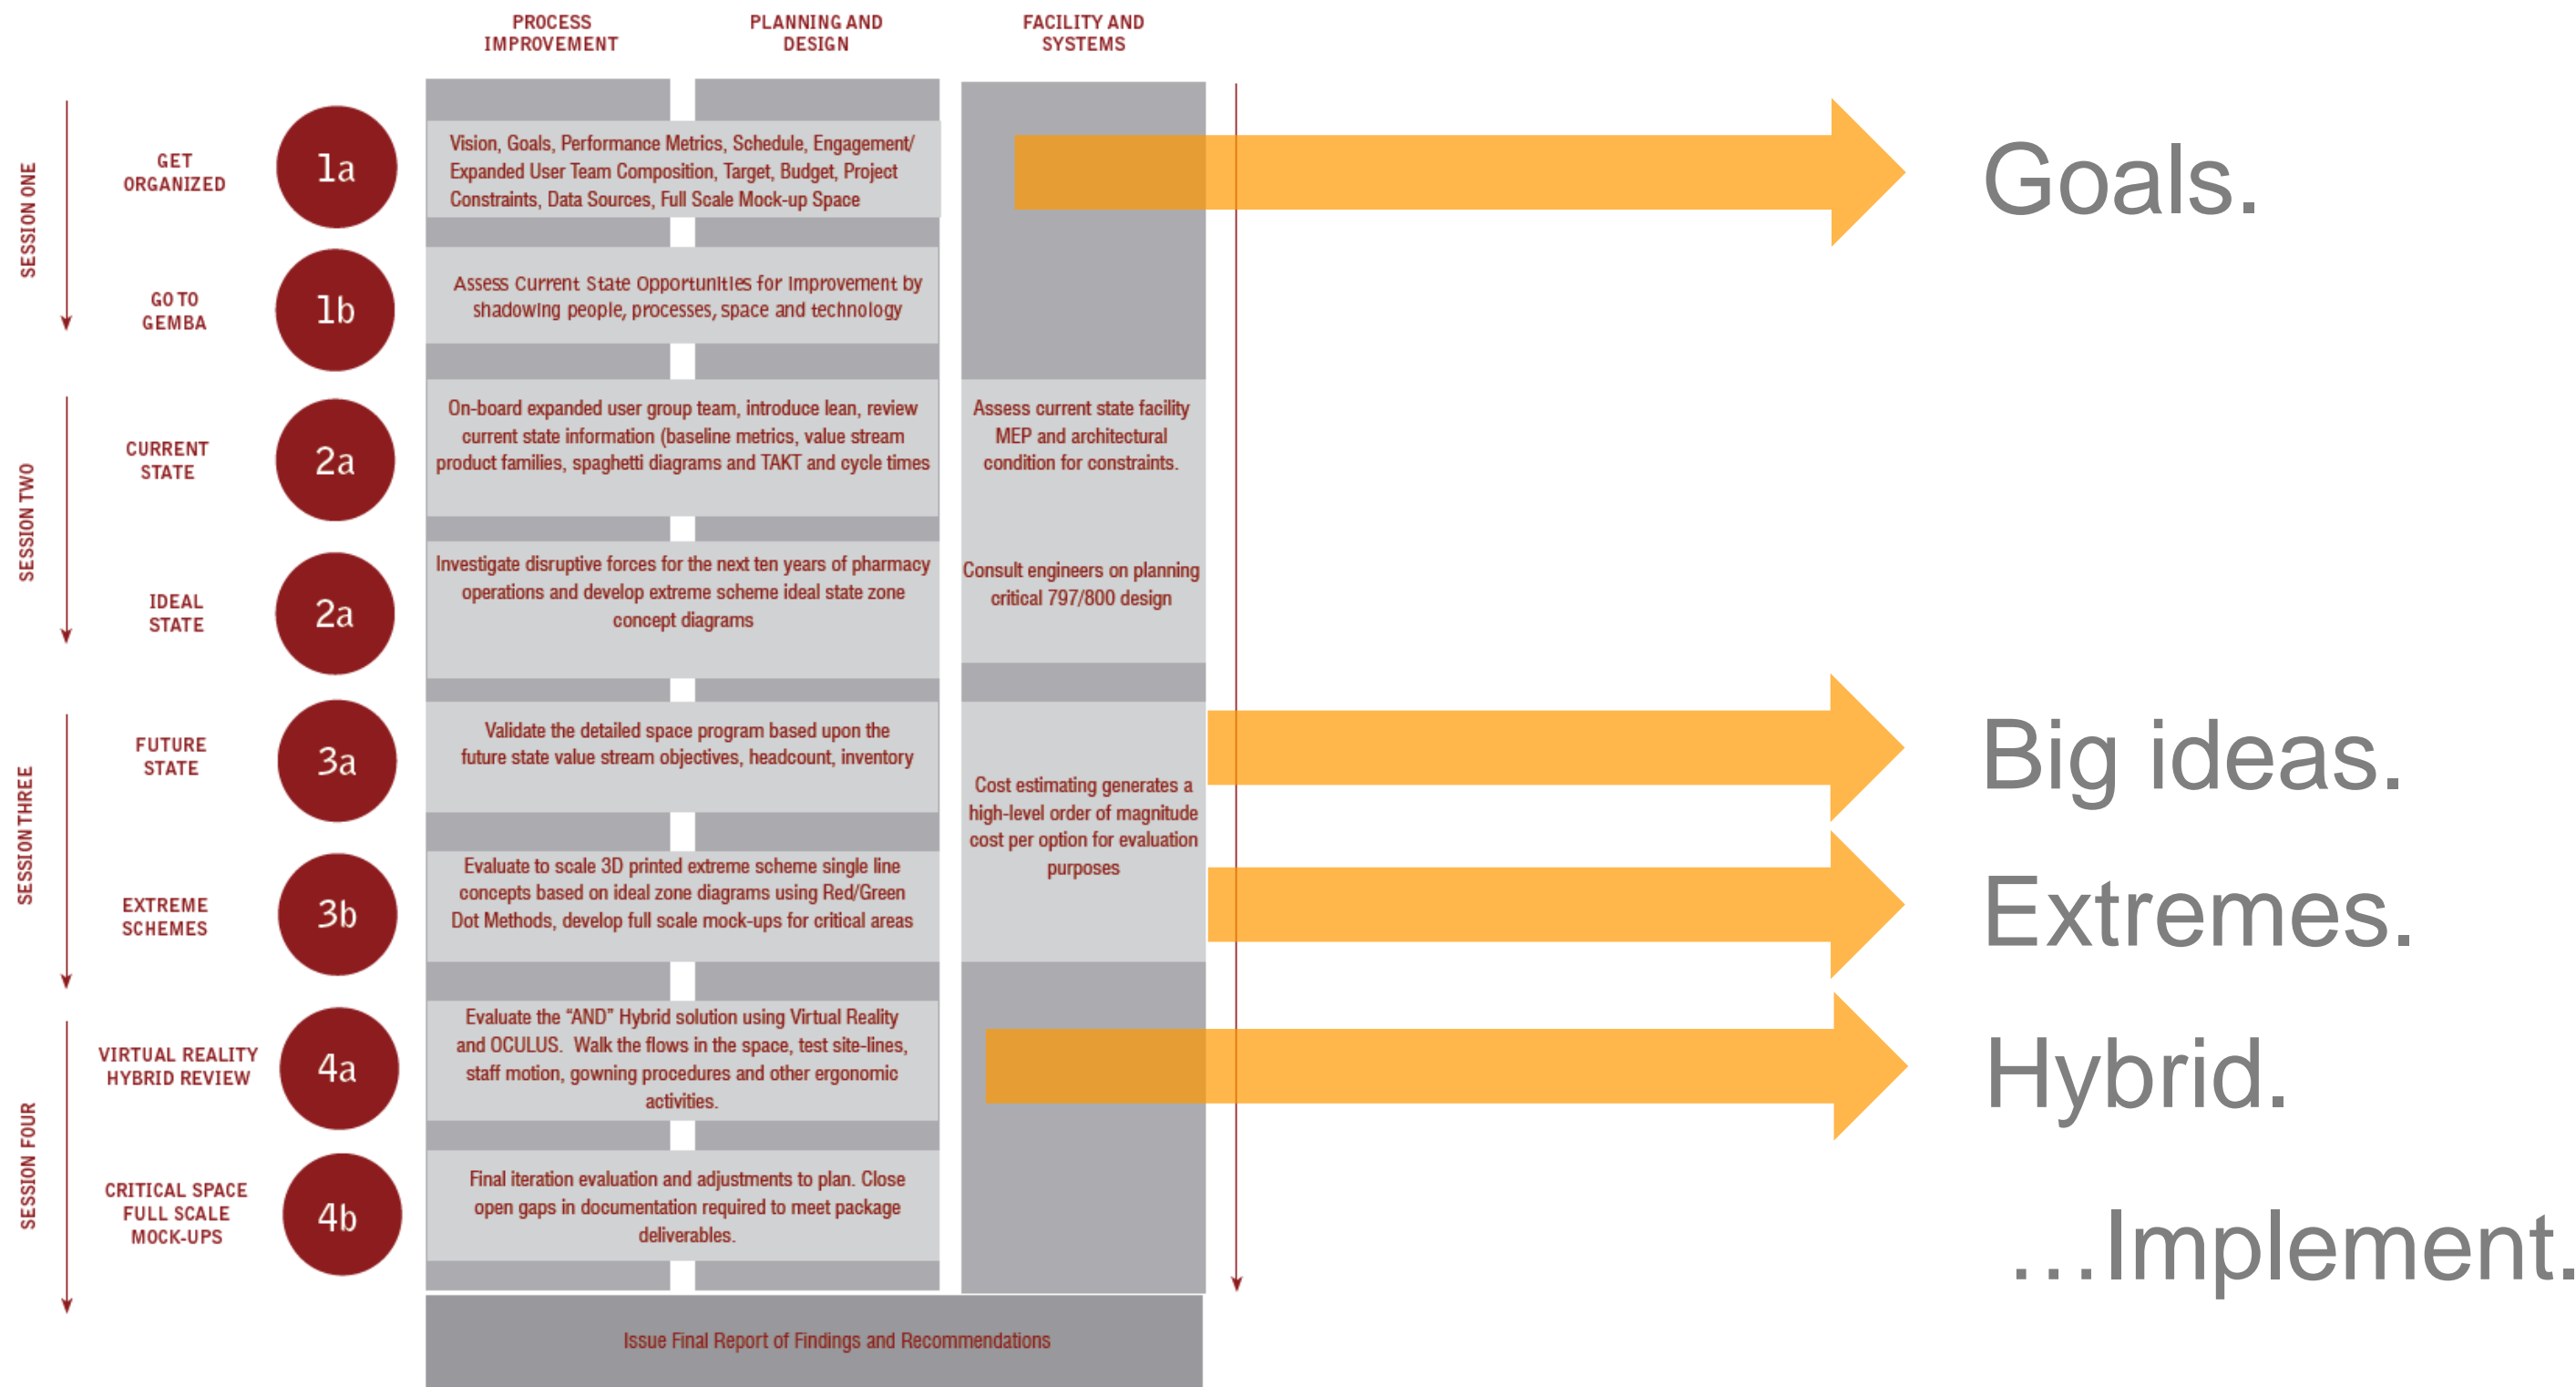 PROCESS
IMPROVEMENT
PLANNING AND
DESIGN
FACILITY AND
SYSTEMS
SESSION ONE
GET
ORGANIZED
1a
Vision, Goals, Performance Metrics, Schedule, Engagement/
Expanded User Team Composition, Target, Budget, Project
Constraints, Data Sources, Full Scale Mock-up Space
Goals.
GO TO
GEMBA
1b
Assess Current State Opportunities for Improvement by
shadowing people, processes, space and technology
SESSION TWO
CURRENT
STATE
2a
On-board expanded user group team, introduce lean, review
current state information (baseline metrics, value stream
product families, spaghetti diagrams and TAKT and cycle times
Assess current state facility
MEP and architectural
condition for constraints.
IDEAL
STATE
2a
Investigate disruptive forces for the next ten years of pharmacy
operations and develop extreme scheme ideal state zone
concept diagrams
Consult engineers on planning
critical 797/800 design
SESSION THREE
FUTURE
STATE
3a
Validate the detailed space program based upon the
future state value stream objectives, headcount, inventory
Cost estimating generates a
high-level order of magnitude
cost per option for evaluation
purposes
Big ideas.
EXTREME
SCHEMES
3b
Evaluate to scale 3D printed extreme scheme single line
concepts based on ideal zone diagrams using Red/Green
Dot Methods, develop full scale mock-ups for critical areas
Extremes.
SESSION FOUR
VIRTUAL REALITY
HYBRID REVIEW
4a
Evaluate the “AND” Hybrid solution using Virtual Reality
and OCULUS. Walk the flows in the space, test site-lines,
staff motion, gowning procedures and other ergonomic
activities.
Hybrid.
CRITICAL SPACE
FULL SCALE
MOCK-UPS
4b
Final iteration evaluation and adjustments to plan. Close
open gaps in documentation required to meet package
deliverables.
…Implement.
Issue Final Report of Findings and Recommendations